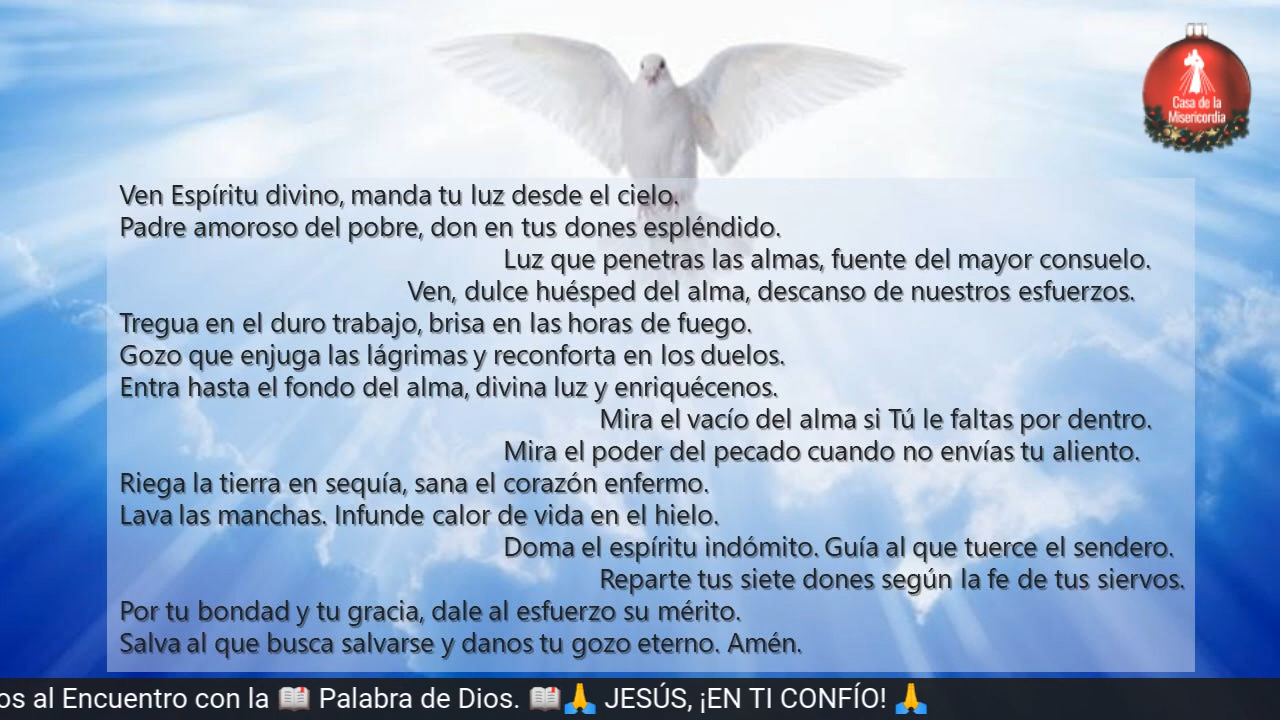 Casa de la
Misericordia
Ven Espíritu divino, manda tu luz desde el cielo.
Padre amoroso del pobre, don en tus dones espléndido.
Luz que penetras las almas, fuente del mayor consuelo.
Ven, dulce huésped del alma, descanso de nuestros esfuerzos.
Tregua en el duro trabajo, brisa en las horas de fuego.
Gozo que enjuga las lágrimas y reconforta en los duelos.
Entra hasta el fondo del alma, divina luz y enriquécenos.
Mira el vacío del alma si Tú le faltas por dentro.
Mira el poder del pecado cuando no envías tu aliento.
Riega la tierra en sequía, sana el corazón enfermo.
Lava las manchas. Infunde calor de vida en el hielo.
Doma el espíritu indómito. Guía al que tuerce el sendero.
Reparte tus siete dones según la fe de tus siervos.
Por tu bondad y tu gracia, dale al esfuerzo su mérito.
Salva al que busca salvarse y danos tu gozo eterno. Amén.
os al Encuentro con la 📖 Palabra de Dios. 📖🙏 JESÚS, ¡EN TI CONFÍO! 🙏